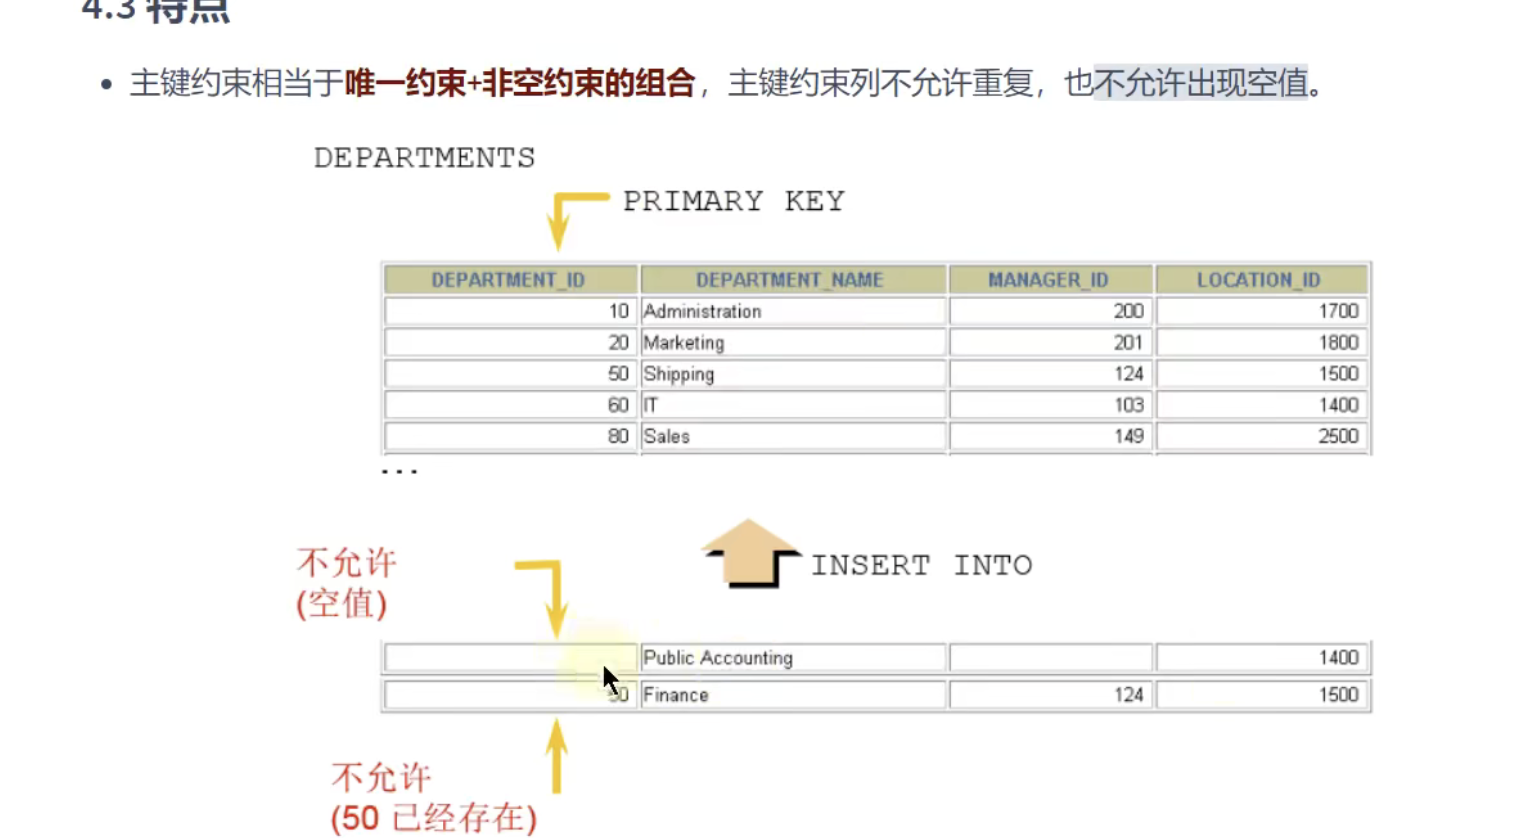 4.3 特点
• 主键约束相当于唯一约束+非空约束的组合，主键约束列不允许重复，也不允许出现空值。
DEPARTMENTS
PRIMARY KEY
DEPARTMENT_ID DEPARTMENT_NAME MANAGER_ID LOCATION_ID
10 Administration 200 1700
20 Marketing 201 1800
50 Shipping 124 1500
60 IT 103 1400
80 Sales 149 2500
...
INSERT INTO
不允许
(空值)
Public Accounting 1400
50 Finance 124 1500
不允许
(50 已经存在)